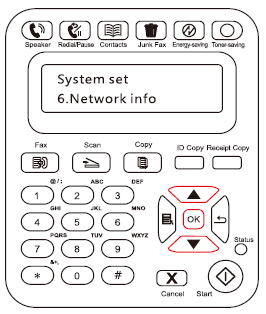 Speaker Redial/Pause Contacts Junk Fax Energy-saving Toner-saving
System set
6.Network info
Fax Scan Copy ID Copy Receipt Copy
@/: ABC DEF
1 2 3
GHI JKL MNO
4 5 6
OK
PQRS TUV WXYZ
7 8 9
Status
&+,
* 0 #
X
Cancel Start